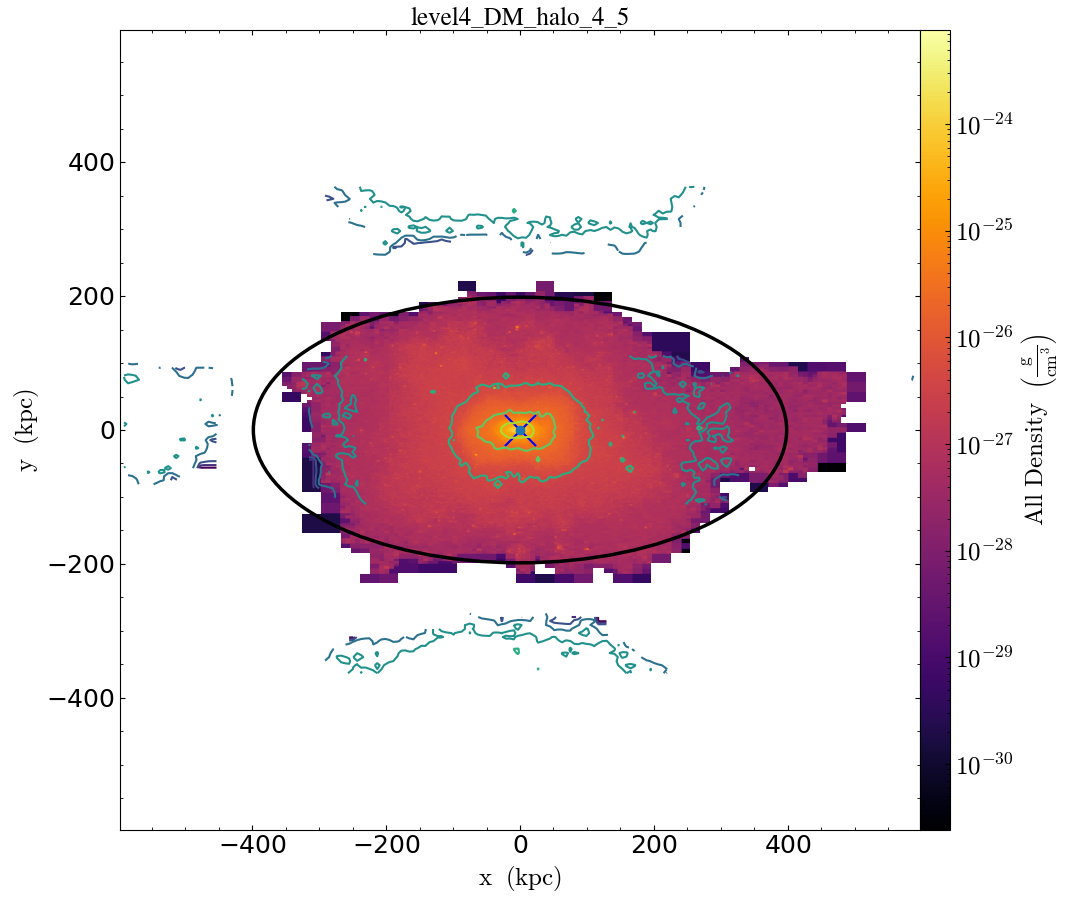 level4_DM_halo_4_5
400
200
0
−200
−400
y (kpc)
−400 −200 0 200 400
x (kpc)
10^{-24}
10^{-25}
10^{-26}
10^{-27}
10^{-28}
10^{-29}
10^{-30}
All Density (g/cm^3)